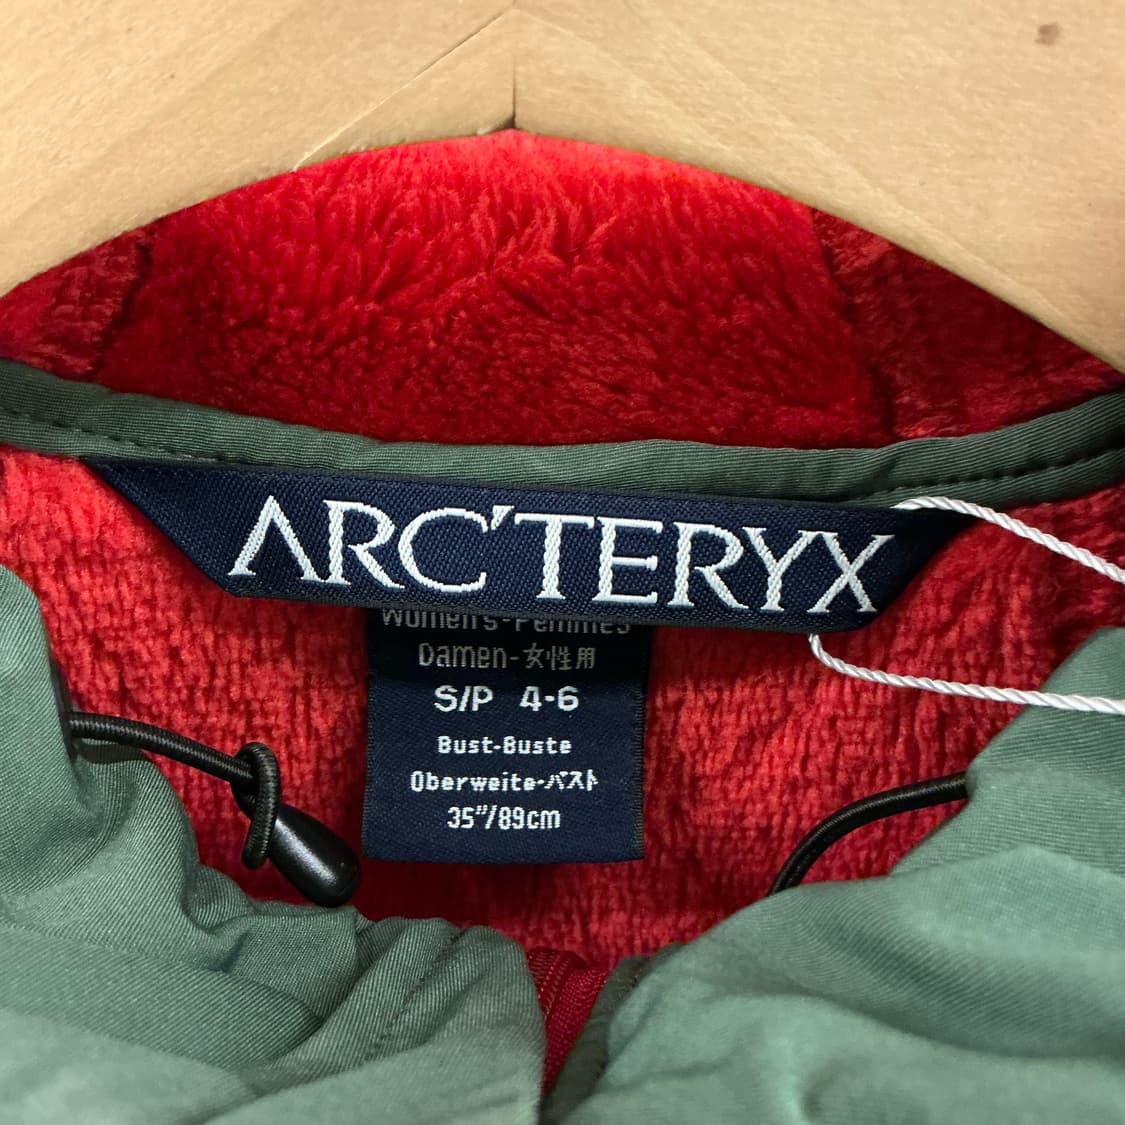 ARC'TERYX
Women's-Femmes
Damen-女性用
S/P 4-6
Bust-Buste
Oberweite-バスト
35"/89cm